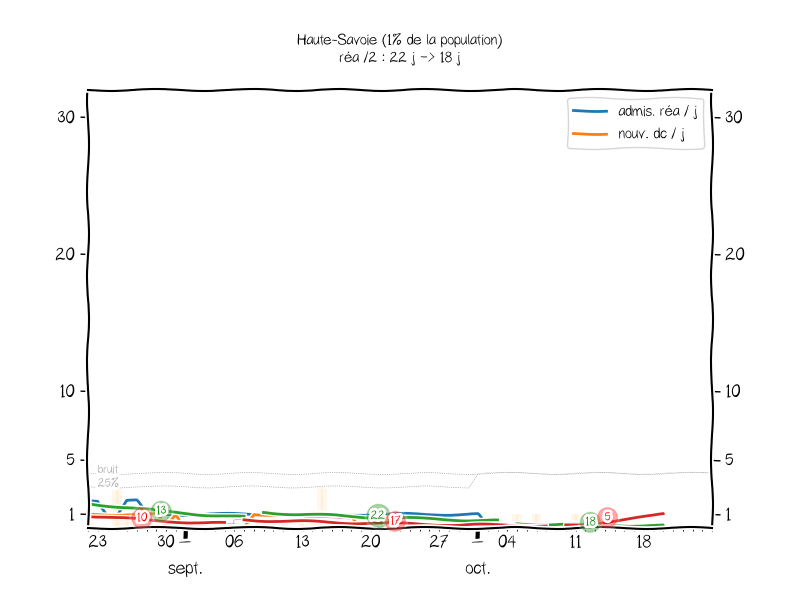 Haute-Savoie (1% de la population)
réa /2 : 22 j -> 18 j
admis. réa / j
nouv. dc / j
30 30
20 20
10 10
5 5
bruit
25%
1 1
10 13 22 17 18 5
23 30 06 13 20 27 04 11 18
sept. oct.